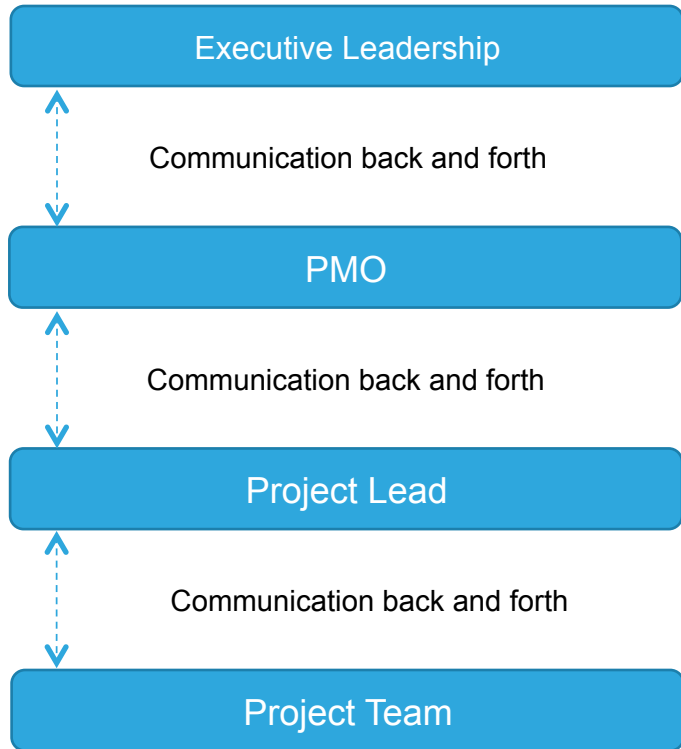 Executive Leadership
Communication back and forth
PMO
Communication back and forth
Project Lead
Communication back and forth
Project Team